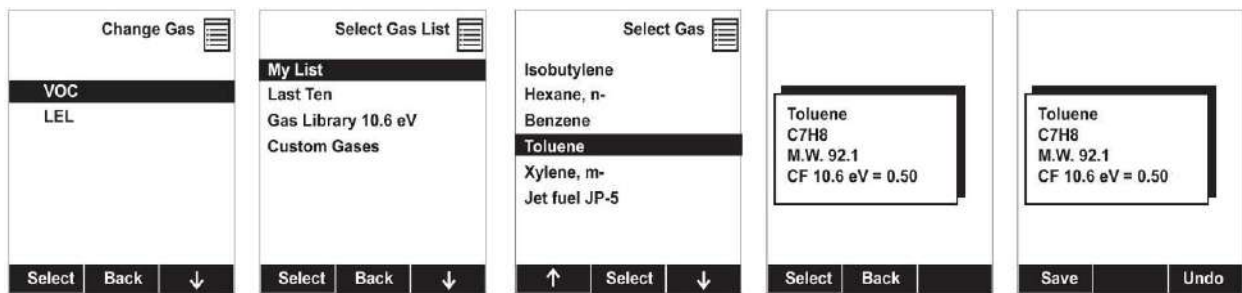 Change Gas
VOC
LEL
Select Back ↓
Select Gas List
My List
Last Ten
Gas Library 10.6 eV
Custom Gases
Select Back ↓
Select Gas
Isobutylene
Hexane, n-
Benzene
Toluene
Xylene, m-
Jet fuel JP-5
↑ Select ↓
Toluene
C7H8
M.W. 92.1
CF 10.6 eV = 0.50
Select Back
Toluene
C7H8
M.W. 92.1
CF 10.6 eV = 0.50
Save Undo